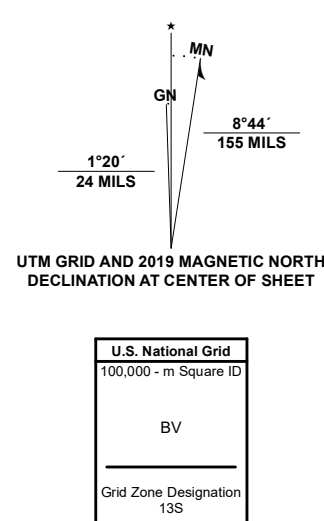 ★
MN
GN
8°44´
155 MILS
1°20´
24 MILS
UTM GRID AND 2019 MAGNETIC NORTH
DECLINATION AT CENTER OF SHEET
U.S. National Grid
100,000 - m Square ID
BV
Grid Zone Designation
13S